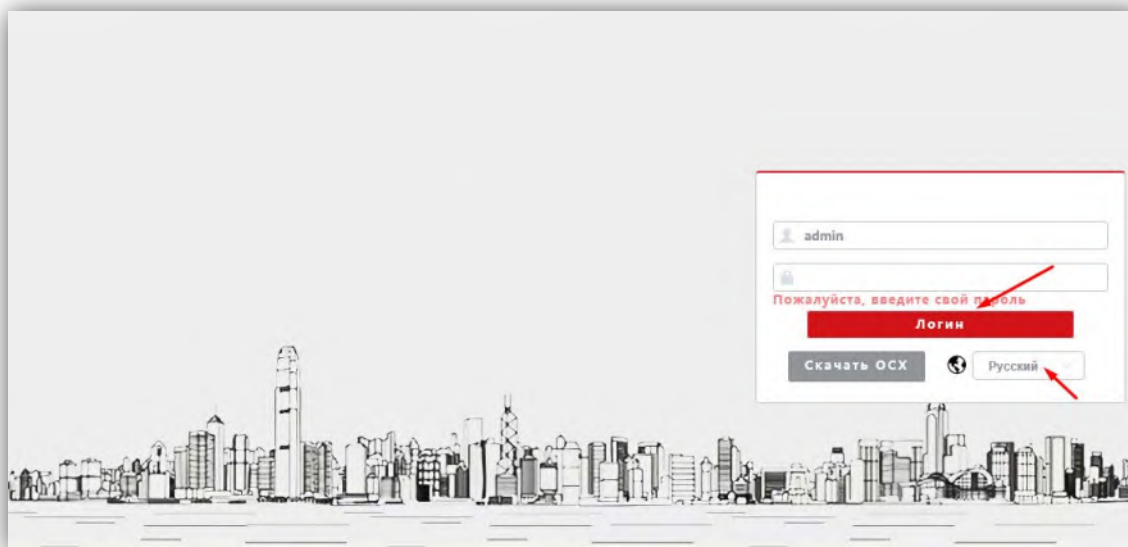 admin
Пожалуйста, введите свой пароль
Логин
Скачать OCX
Русский